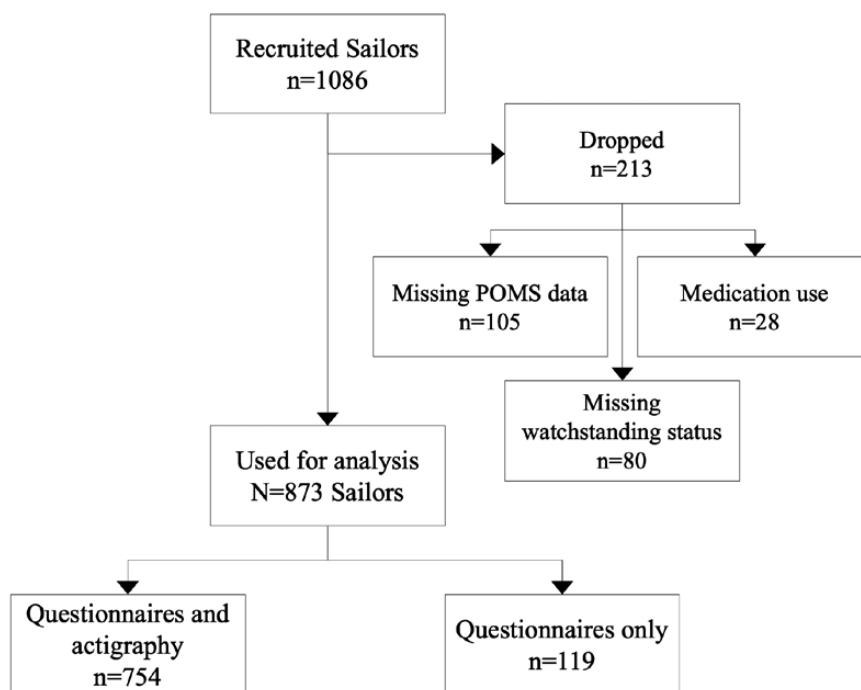 Recruited Sailors
n=1086
Dropped
n=213
Missing POMS data
n=105
Medication use
n=28
Missing
watchstanding status
n=80
Used for analysis
N=873 Sailors
Questionnaires and
actigraphy
n=754
Questionnaires only
n=119